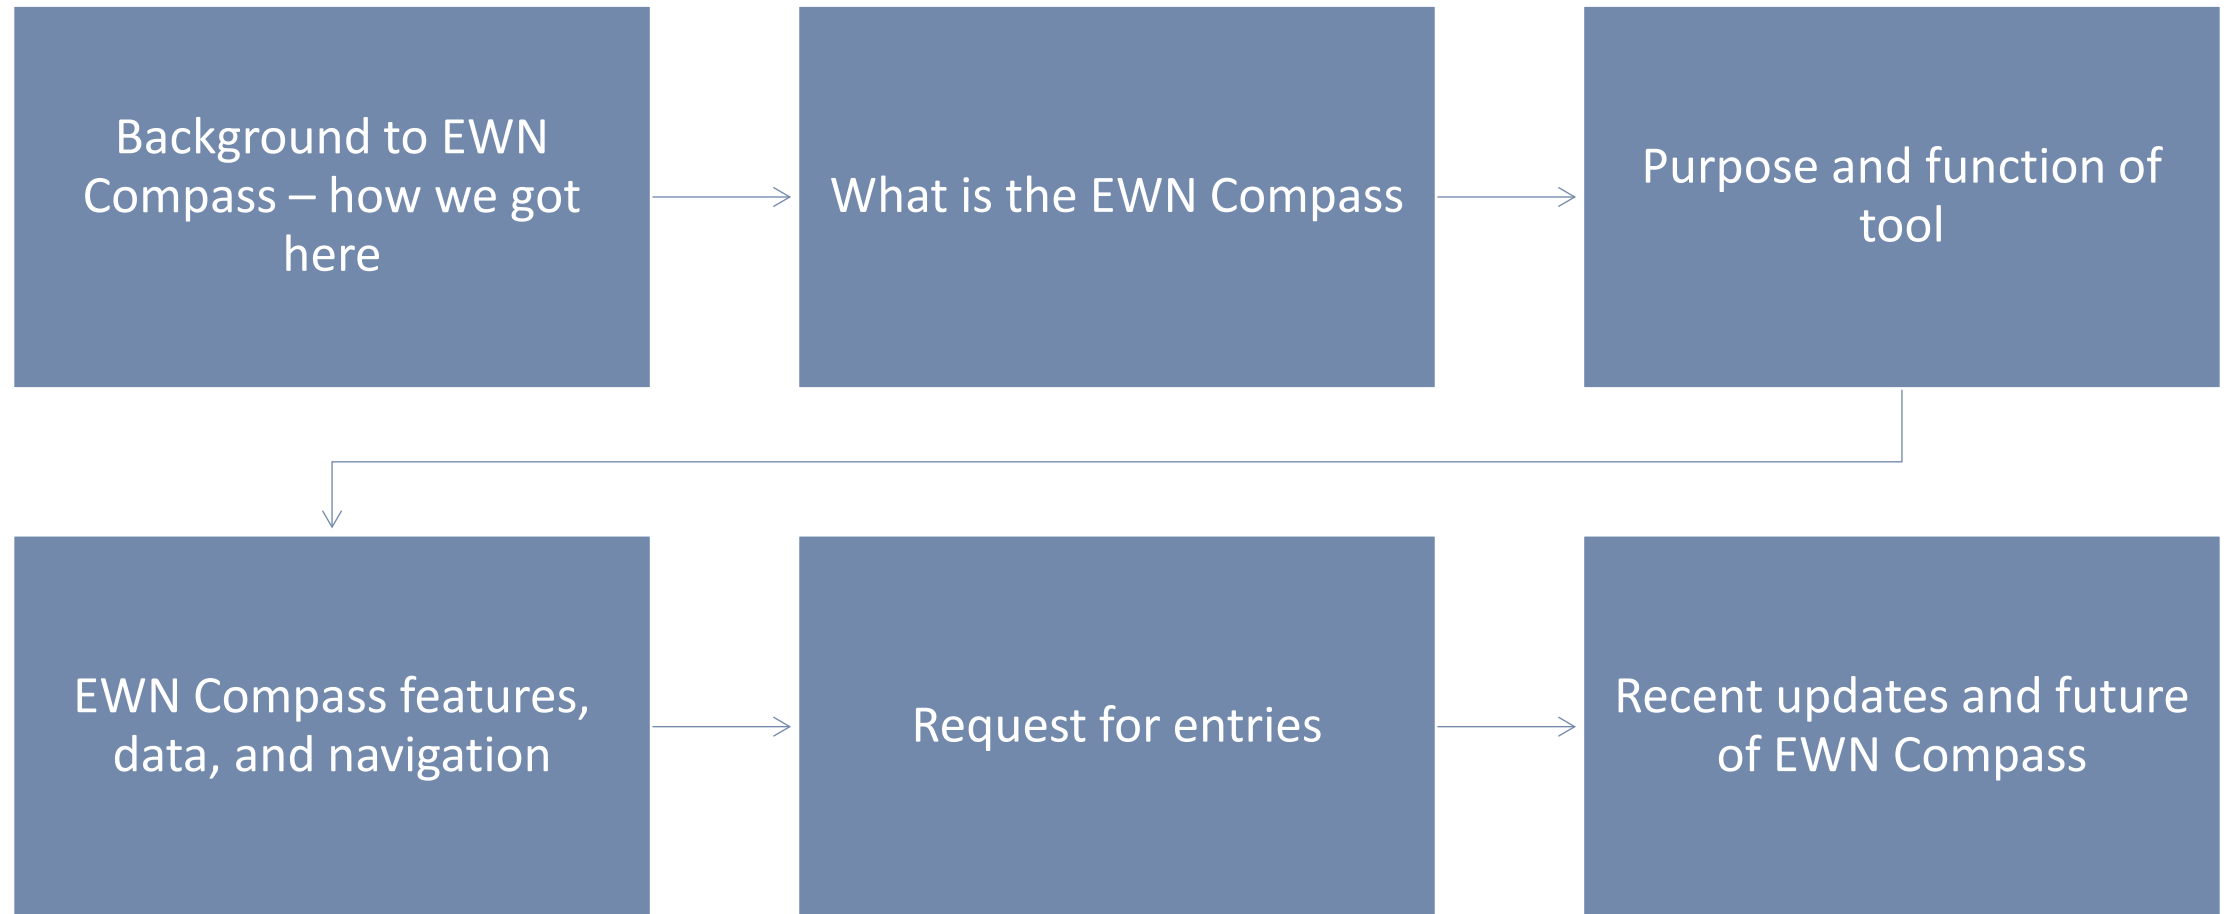 Background to EWN
Compass – how we got
here
What is the EWN Compass
Purpose and function of
tool
EWN Compass features,
data, and navigation
Request for entries
Recent updates and future
of EWN Compass